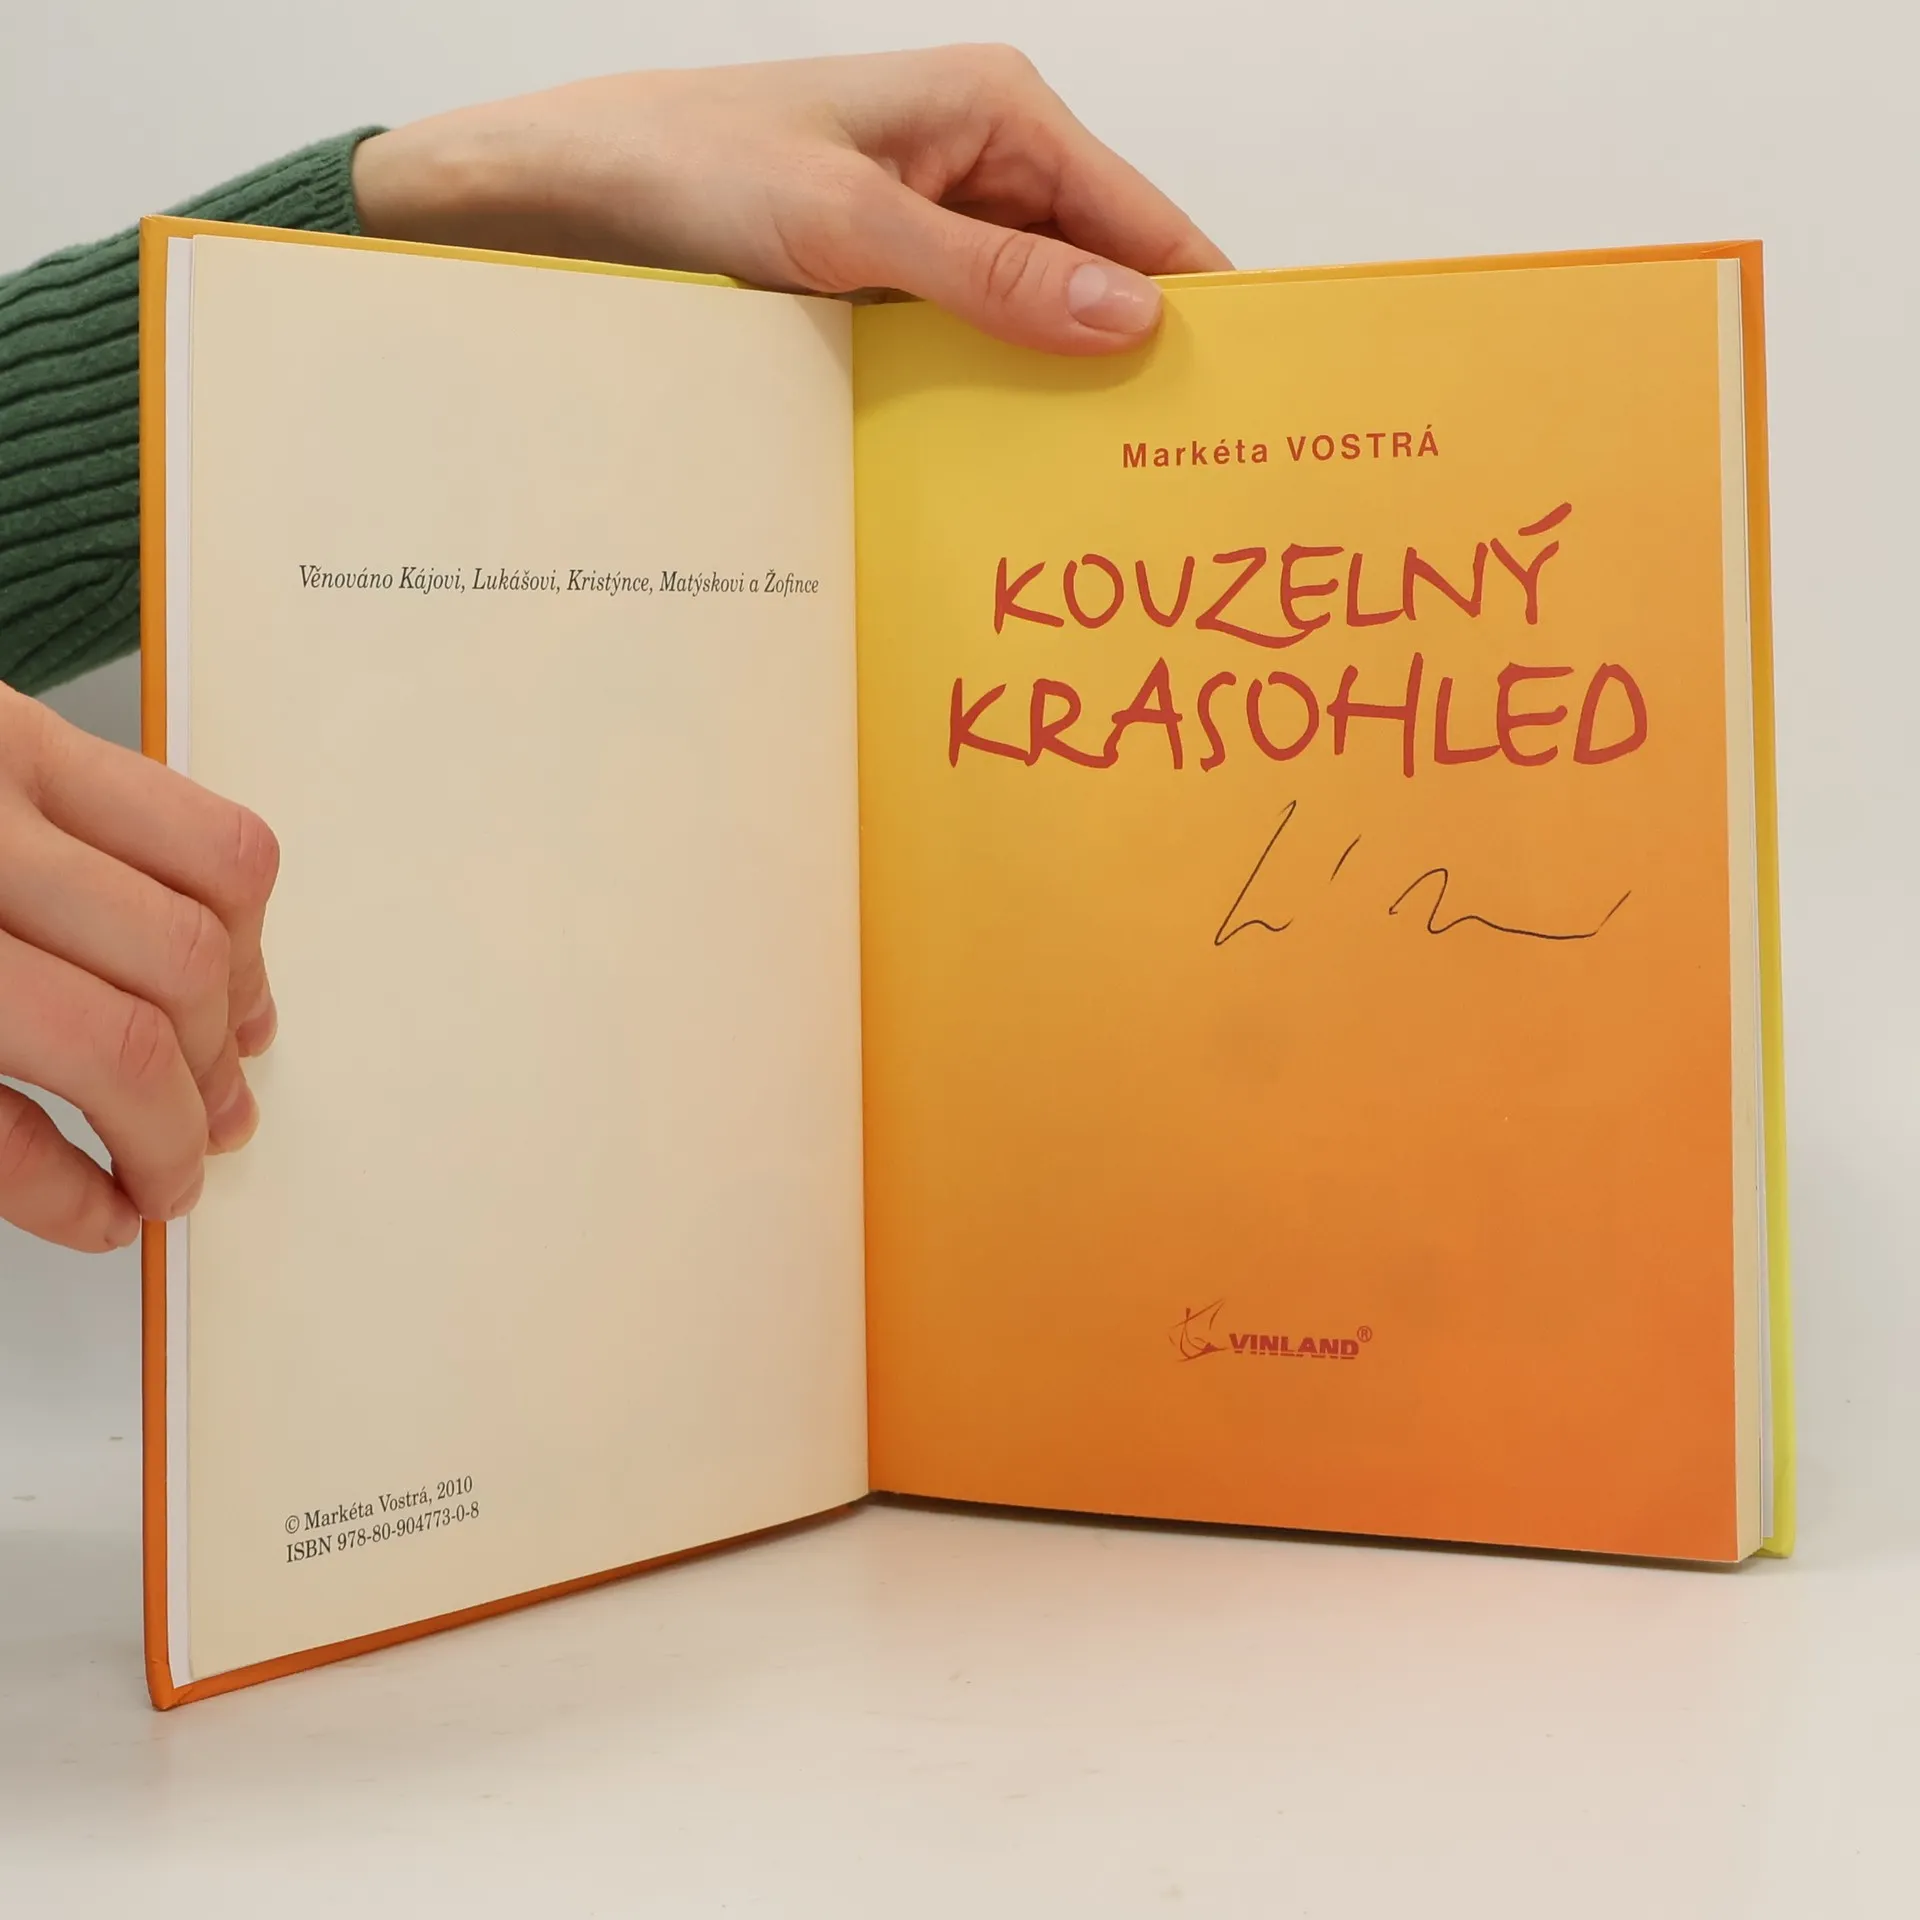 Věnováno Kájovi, Lukášovi, Kristýnce, Matýskovi a Žofince
© Markéta Vostrá, 2010
ISBN 978-80-904773-0-8
Markéta VOSTRÁ
KOUZELNÝ
KRASOHLED
VINLAND®